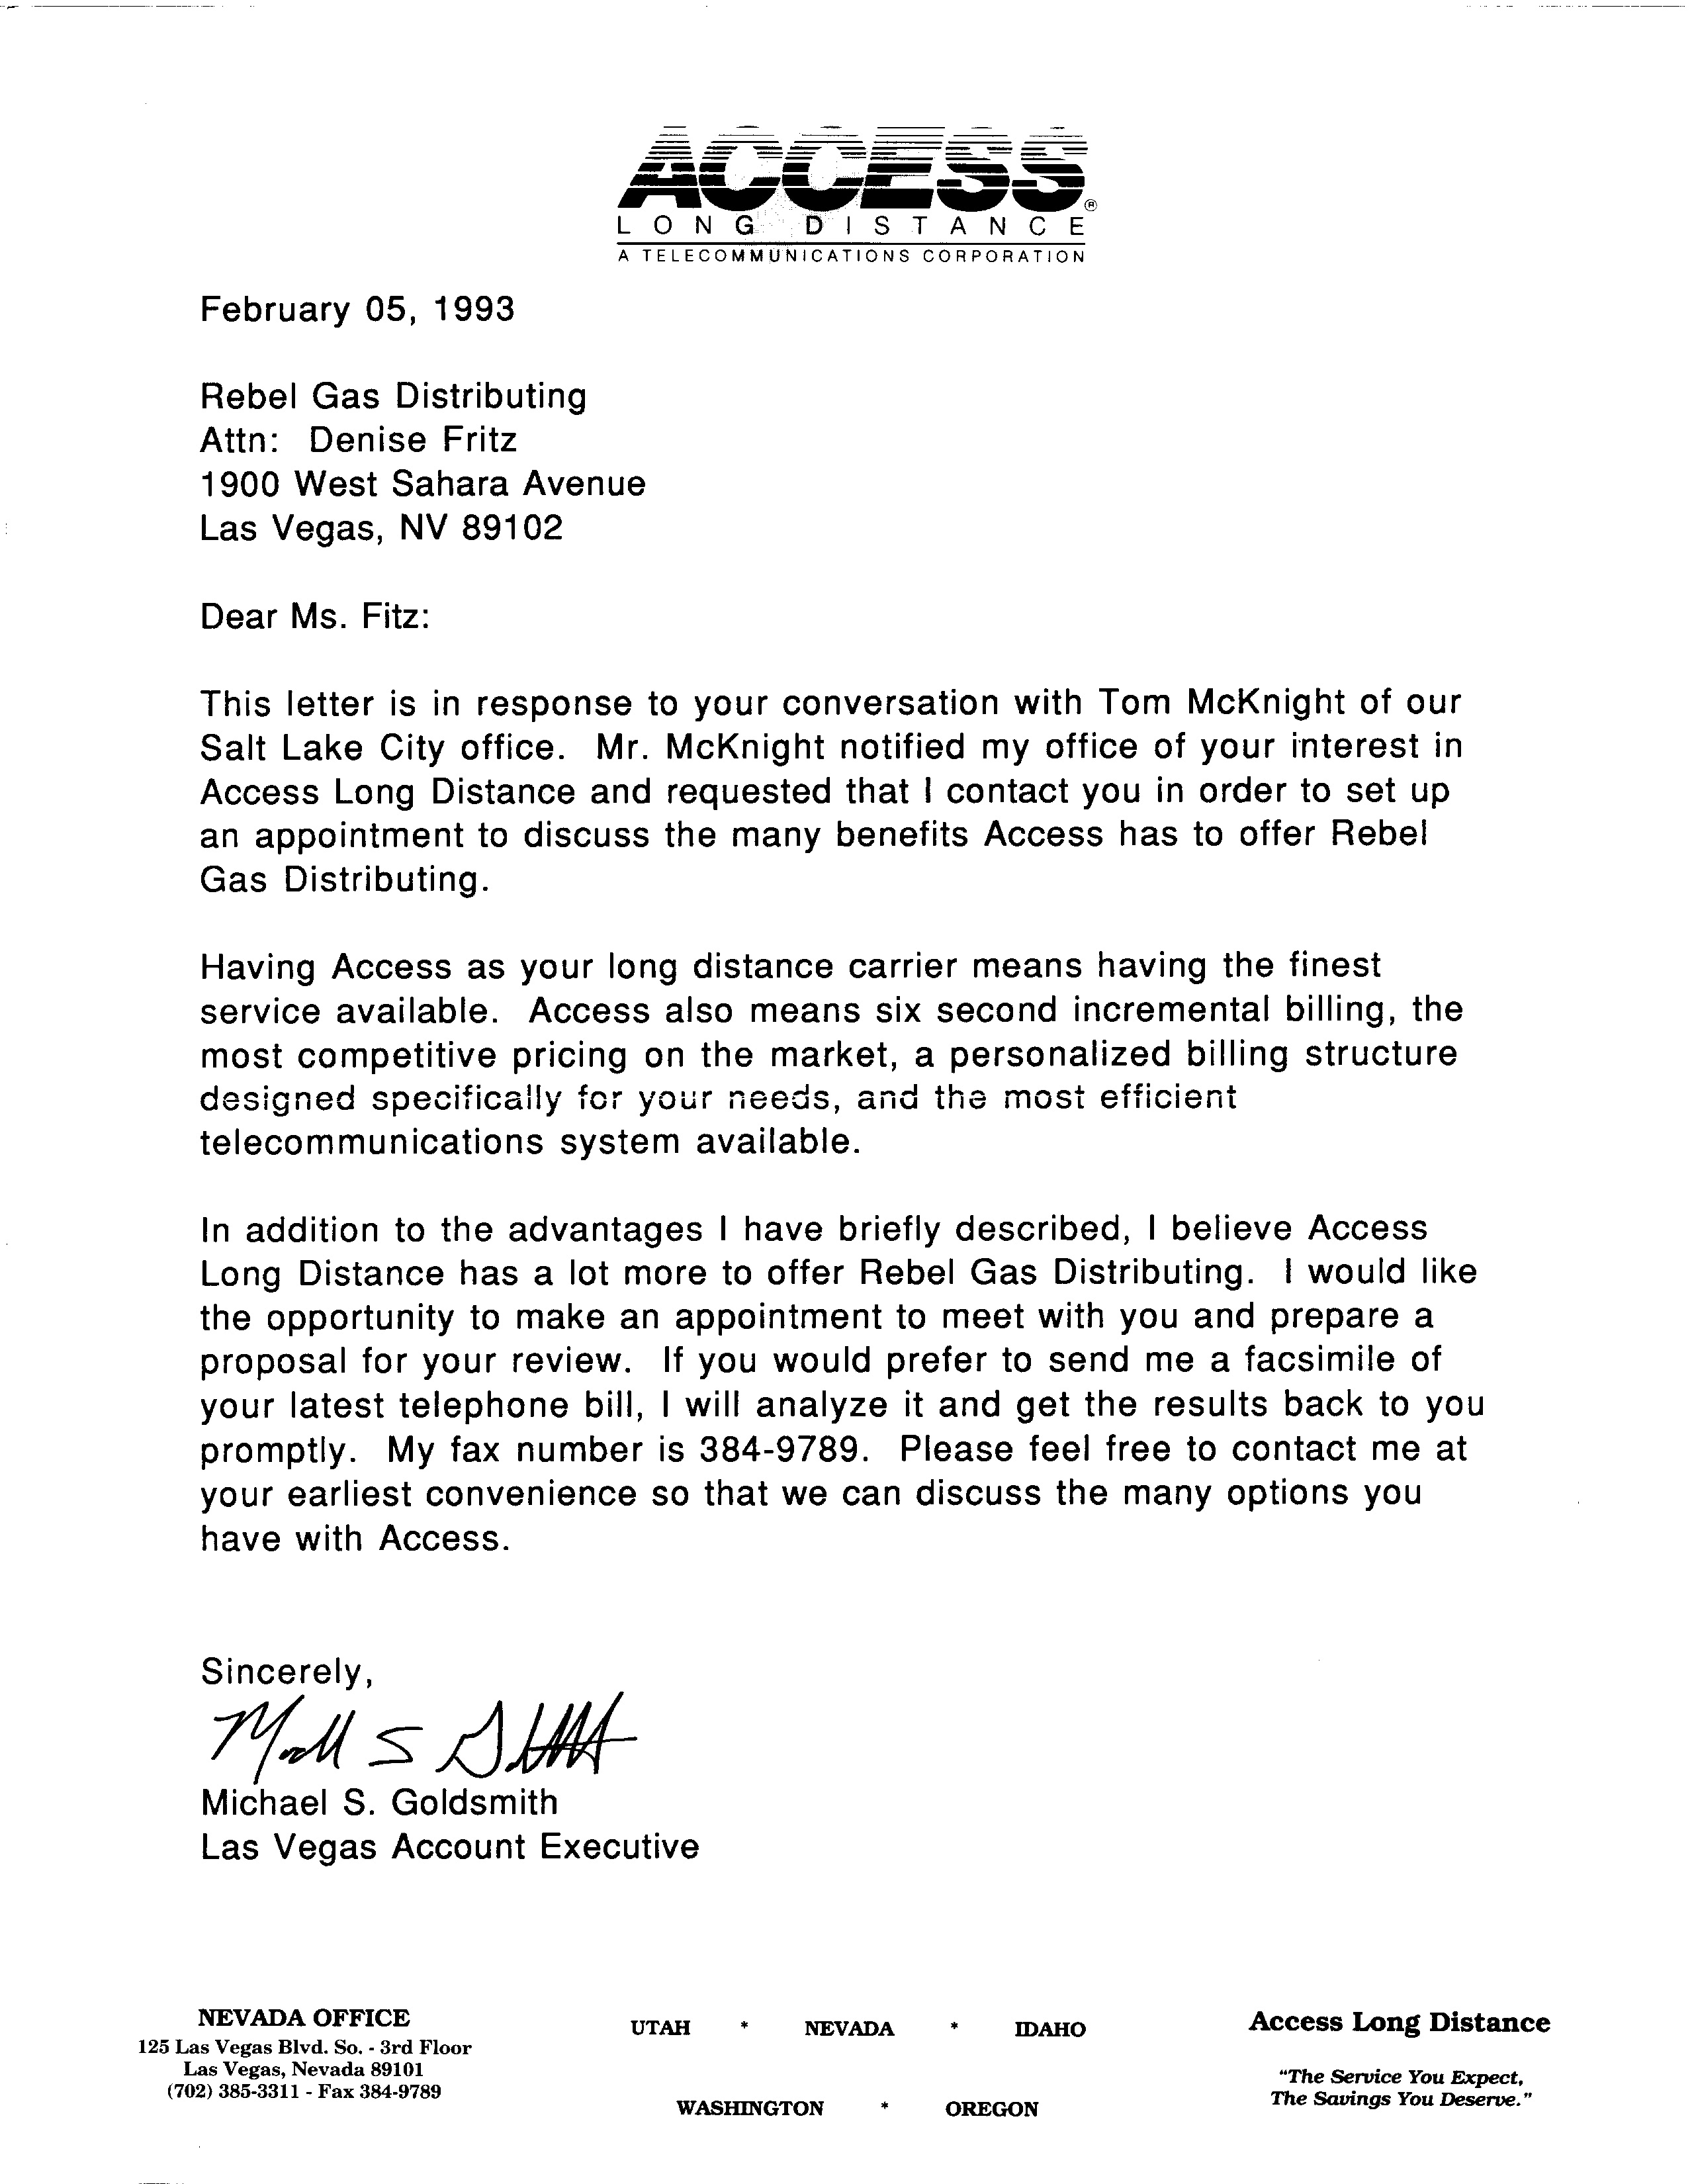 ACCESS®
LONG DISTANCE
A TELECOMMUNICATIONS CORPORATION
February 05, 1993
Rebel Gas Distributing
Attn: Denise Fritz
1900 West Sahara Avenue
Las Vegas, NV 89102
Dear Ms. Fitz:
This letter is in response to your conversation with Tom McKnight of our
Salt Lake City office. Mr. McKnight notified my office of your interest in
Access Long Distance and requested that I contact you in order to set up
an appointment to discuss the many benefits Access has to offer Rebel
Gas Distributing.
Having Access as your long distance carrier means having the finest
service available. Access also means six second incremental billing, the
most competitive pricing on the market, a personalized billing structure
designed specifically for your needs, and the most efficient
telecommunications system available.
In addition to the advantages I have briefly described, I believe Access
Long Distance has a lot more to offer Rebel Gas Distributing. I would like
the opportunity to make an appointment to meet with you and prepare a
proposal for your review. If you would prefer to send me a facsimile of
your latest telephone bill, I will analyze it and get the results back to you
promptly. My fax number is 384-9789. Please feel free to contact me at
your earliest convenience so that we can discuss the many options you
have with Access.
Sincerely,
Michael S. Goldsmith
Las Vegas Account Executive
NEVADA OFFICE
125 Las Vegas Blvd. So. - 3rd Floor
Las Vegas, Nevada 89101
(702) 385-3311 - Fax 384-9789
UTAH * NEVADA * IDAHO
WASHINGTON * OREGON
Access Long Distance
"The Service You Expect,
The Savings You Deserve."